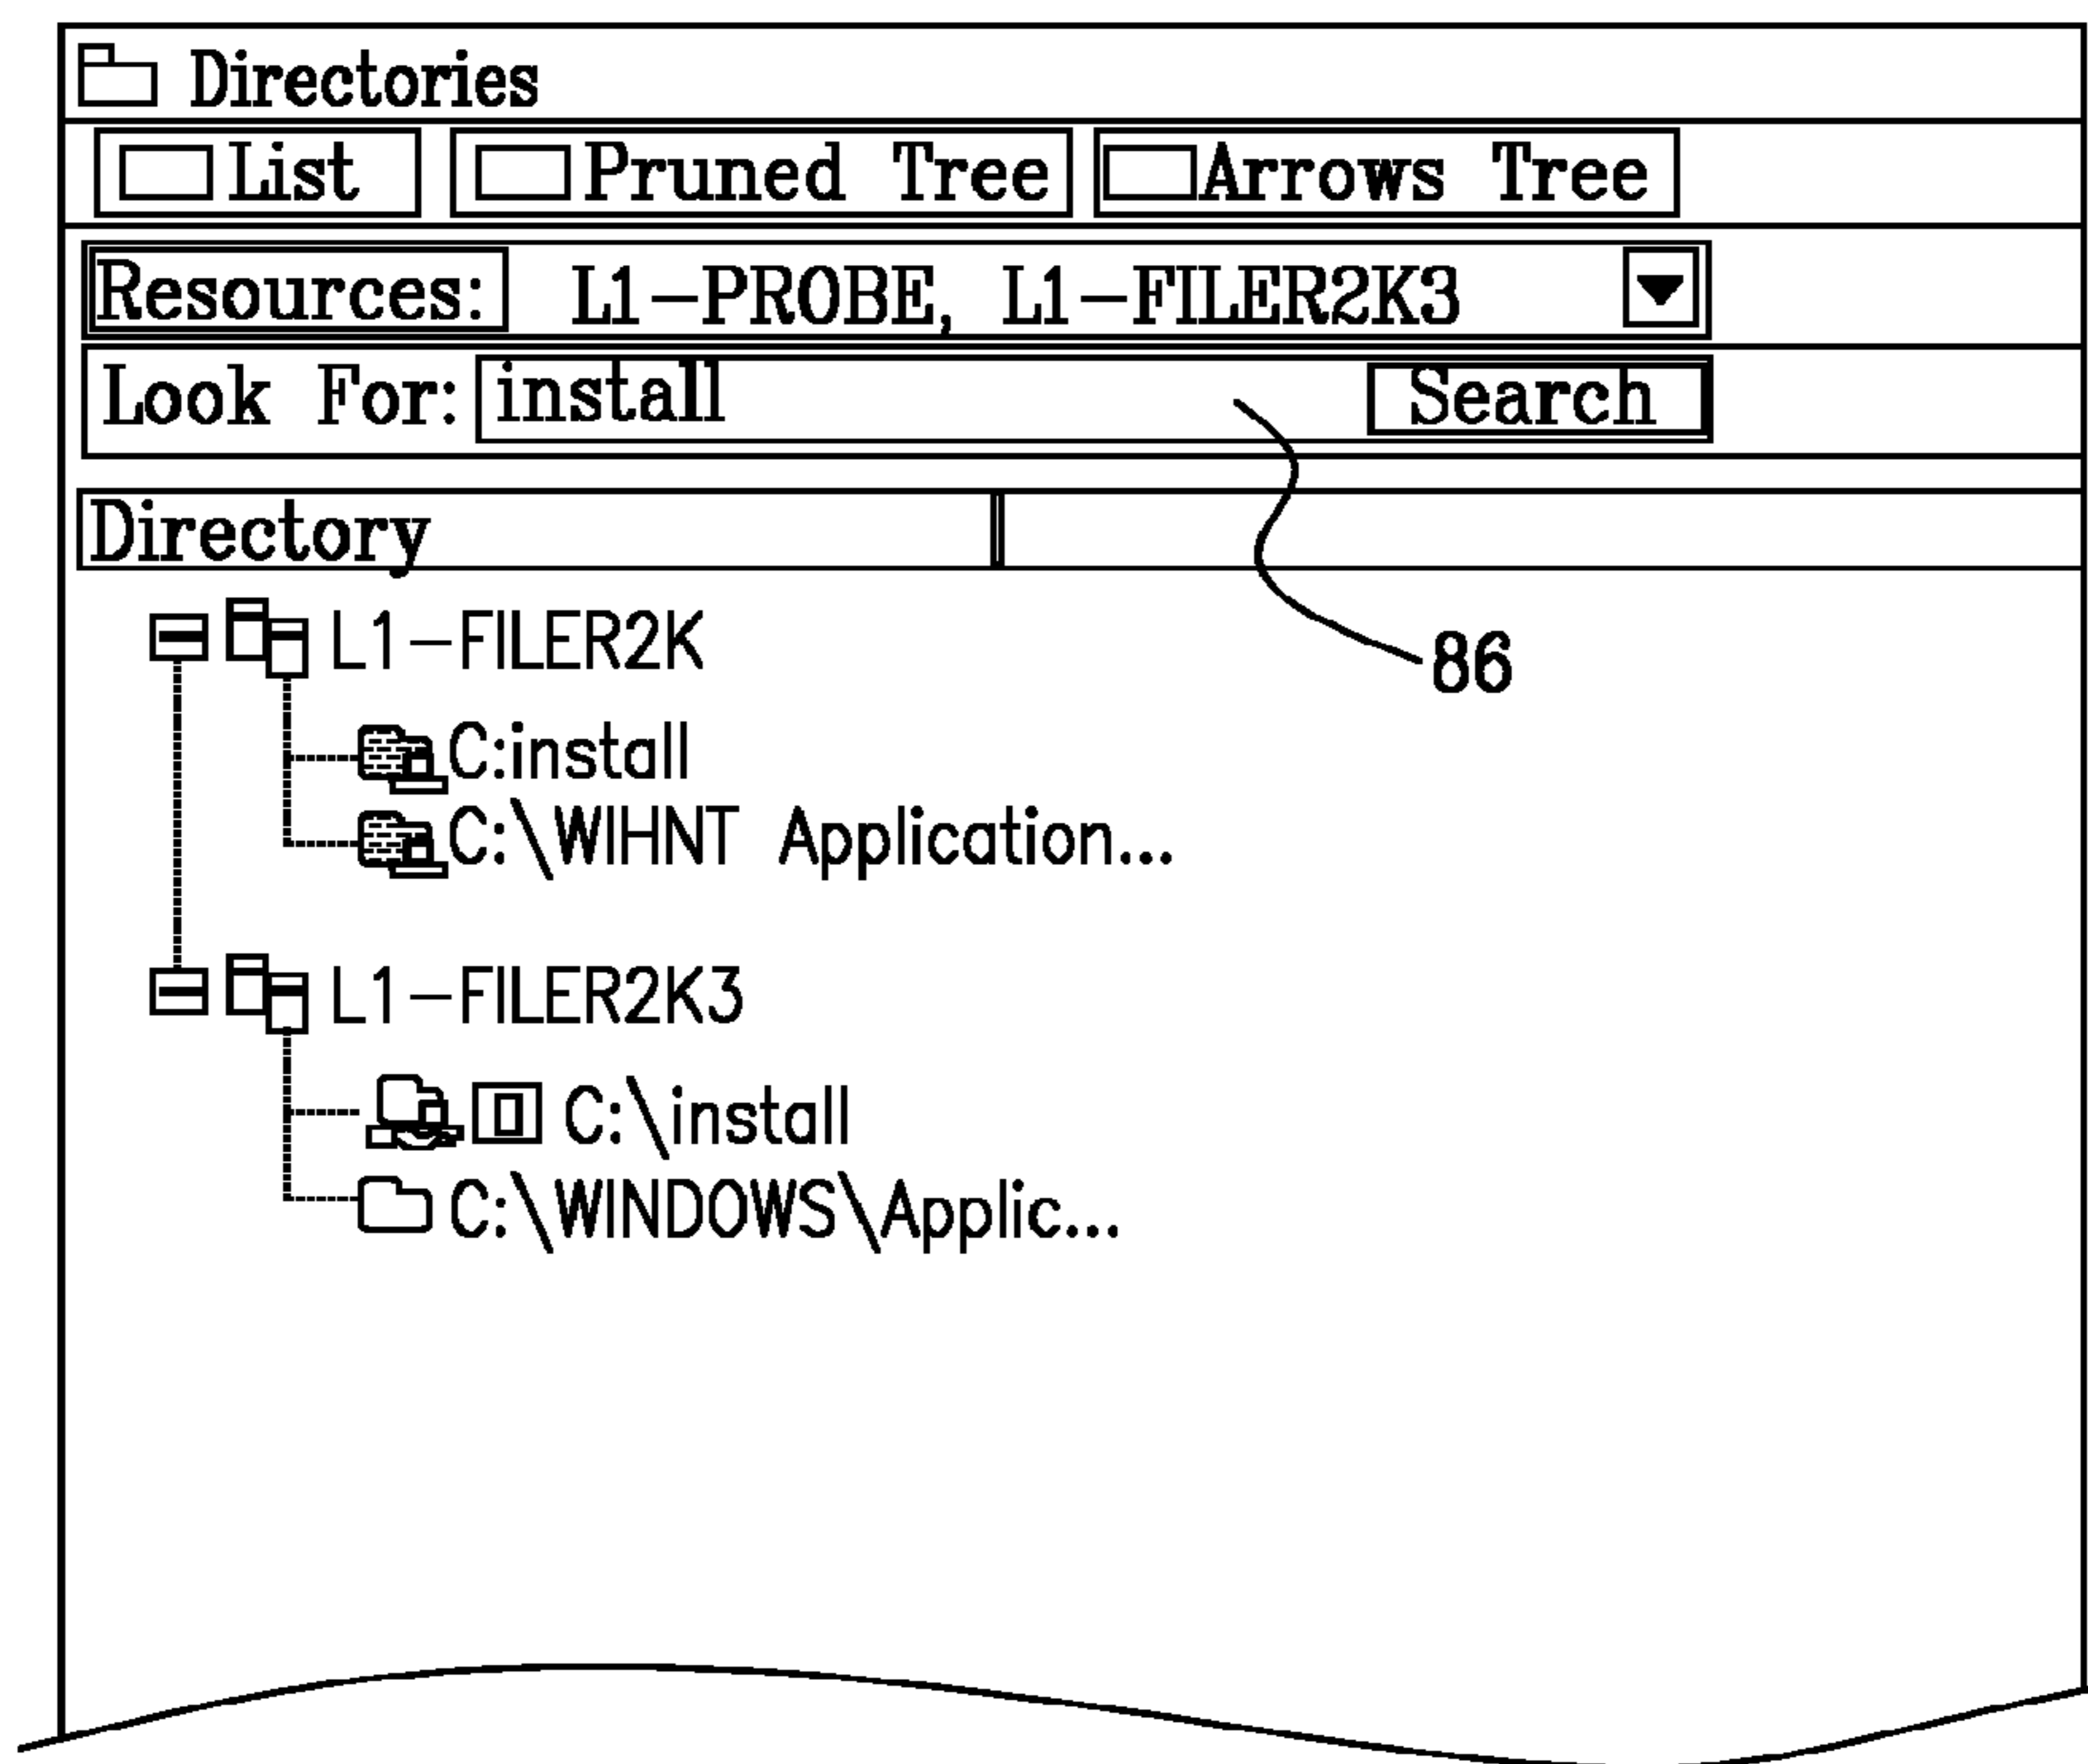 Directories
List Pruned Tree Arrows Tree
Resources: L1-PROBE, L1-FILER2K3
Look For: install Search
Directory
L1-FILER2K
86
C:install
C:\WIHNT Application...
L1-FILER2K3
C:\install
C:\WINDOWS\Applic...